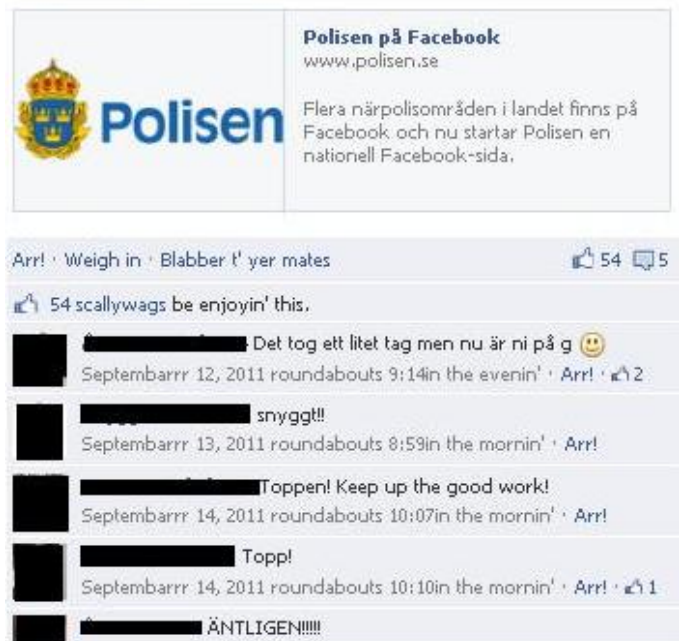 Polisen
Polisen på Facebook
www.polisen.se
Flera närpolisområden i landet finns på
Facebook och nu startar Polisen en
nationell Facebook-sida.
Arr! · Weigh in · Blabber t' yer mates 54 5
54 scallywags be enjoyin' this.
Det tog ett litet tag men nu är ni på g
Septembarrr 12, 2011 roundabouts 9:14in the evenin' · Arr! · 2
snyggt!!
Septembarrr 13, 2011 roundabouts 8:59in the mornin' · Arr!
Toppen! Keep up the good work!
Septembarrr 14, 2011 roundabouts 10:07in the mornin' · Arr!
Topp!
Septembarrr 14, 2011 roundabouts 10:10in the mornin' · Arr! · 1
ÄNTLIGEN!!!!!